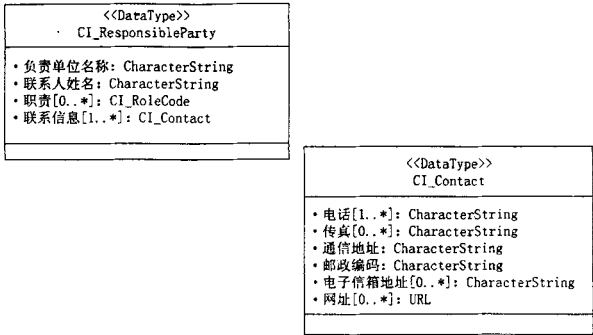 <<DataType>>
CI_ResponsibleParty
• 负责单位名称: CharacterString
• 联系人姓名: CharacterString
• 职责[0..*]: CI_RoleCode
• 联系信息[1..*]: CI_Contact
<<DataType>>
CI_Contact
• 电话[1..*]: CharacterString
• 传真[0..*]: CharacterString
• 通信地址: CharacterString
• 邮政编码: CharacterString
• 电子信箱地址[0..*]: CharacterString
• 网址[0..*]: URL